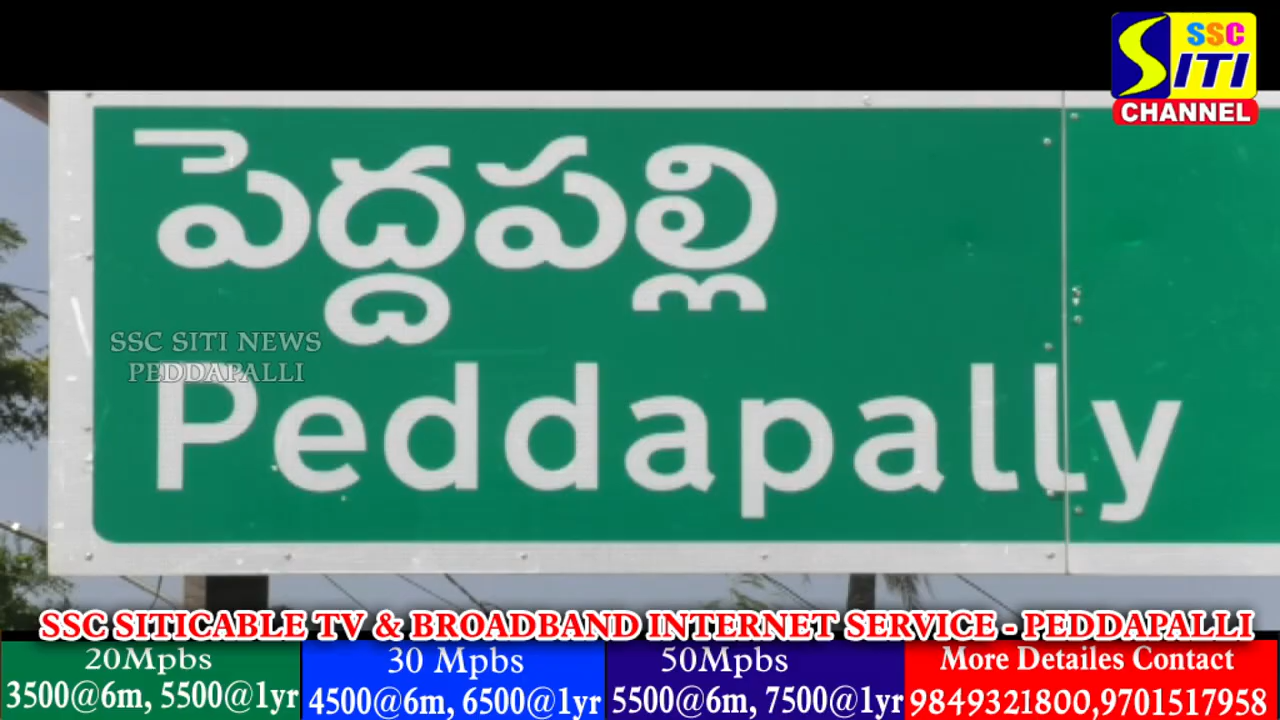 SSC
SITI
CHANNEL
పెద్దపల్లి
SSC SITI NEWS
PEDDAPALLI
Peddapally
SSC SITICABLE TV & BROADBAND INTERNET SERVICE - PEDDAPALLI
20Mpbs
3500@6m, 5500@1yr
30 Mpbs
4500@6m, 6500@1yr
50Mpbs
5500@6m, 7500@1yr
More Detailes Contact
9849321800,9701517958